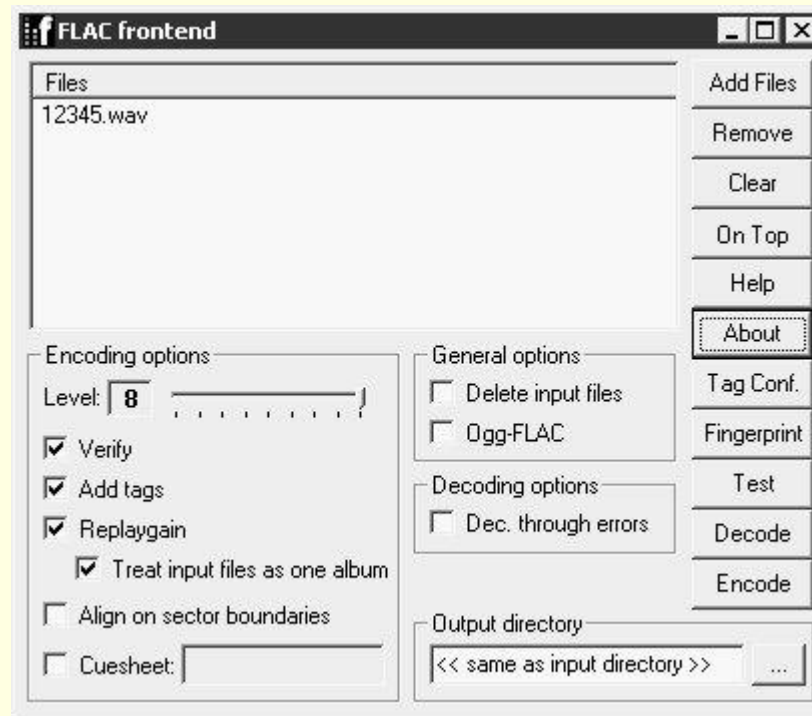 FLAC frontend
Files
12345.wav
Add Files
Remove
Clear
On Top
Help
About
Tag Conf.
Fingerprint
Test
Decode
Encode
Encoding options
Level: 8
Verify
Add tags
Replaygain
Treat input files as one album
Align on sector boundaries
Cuesheet:
General options
Delete input files
Ogg-FLAC
Decoding options
Dec. through errors
Output directory
<< same as input directory >>
...